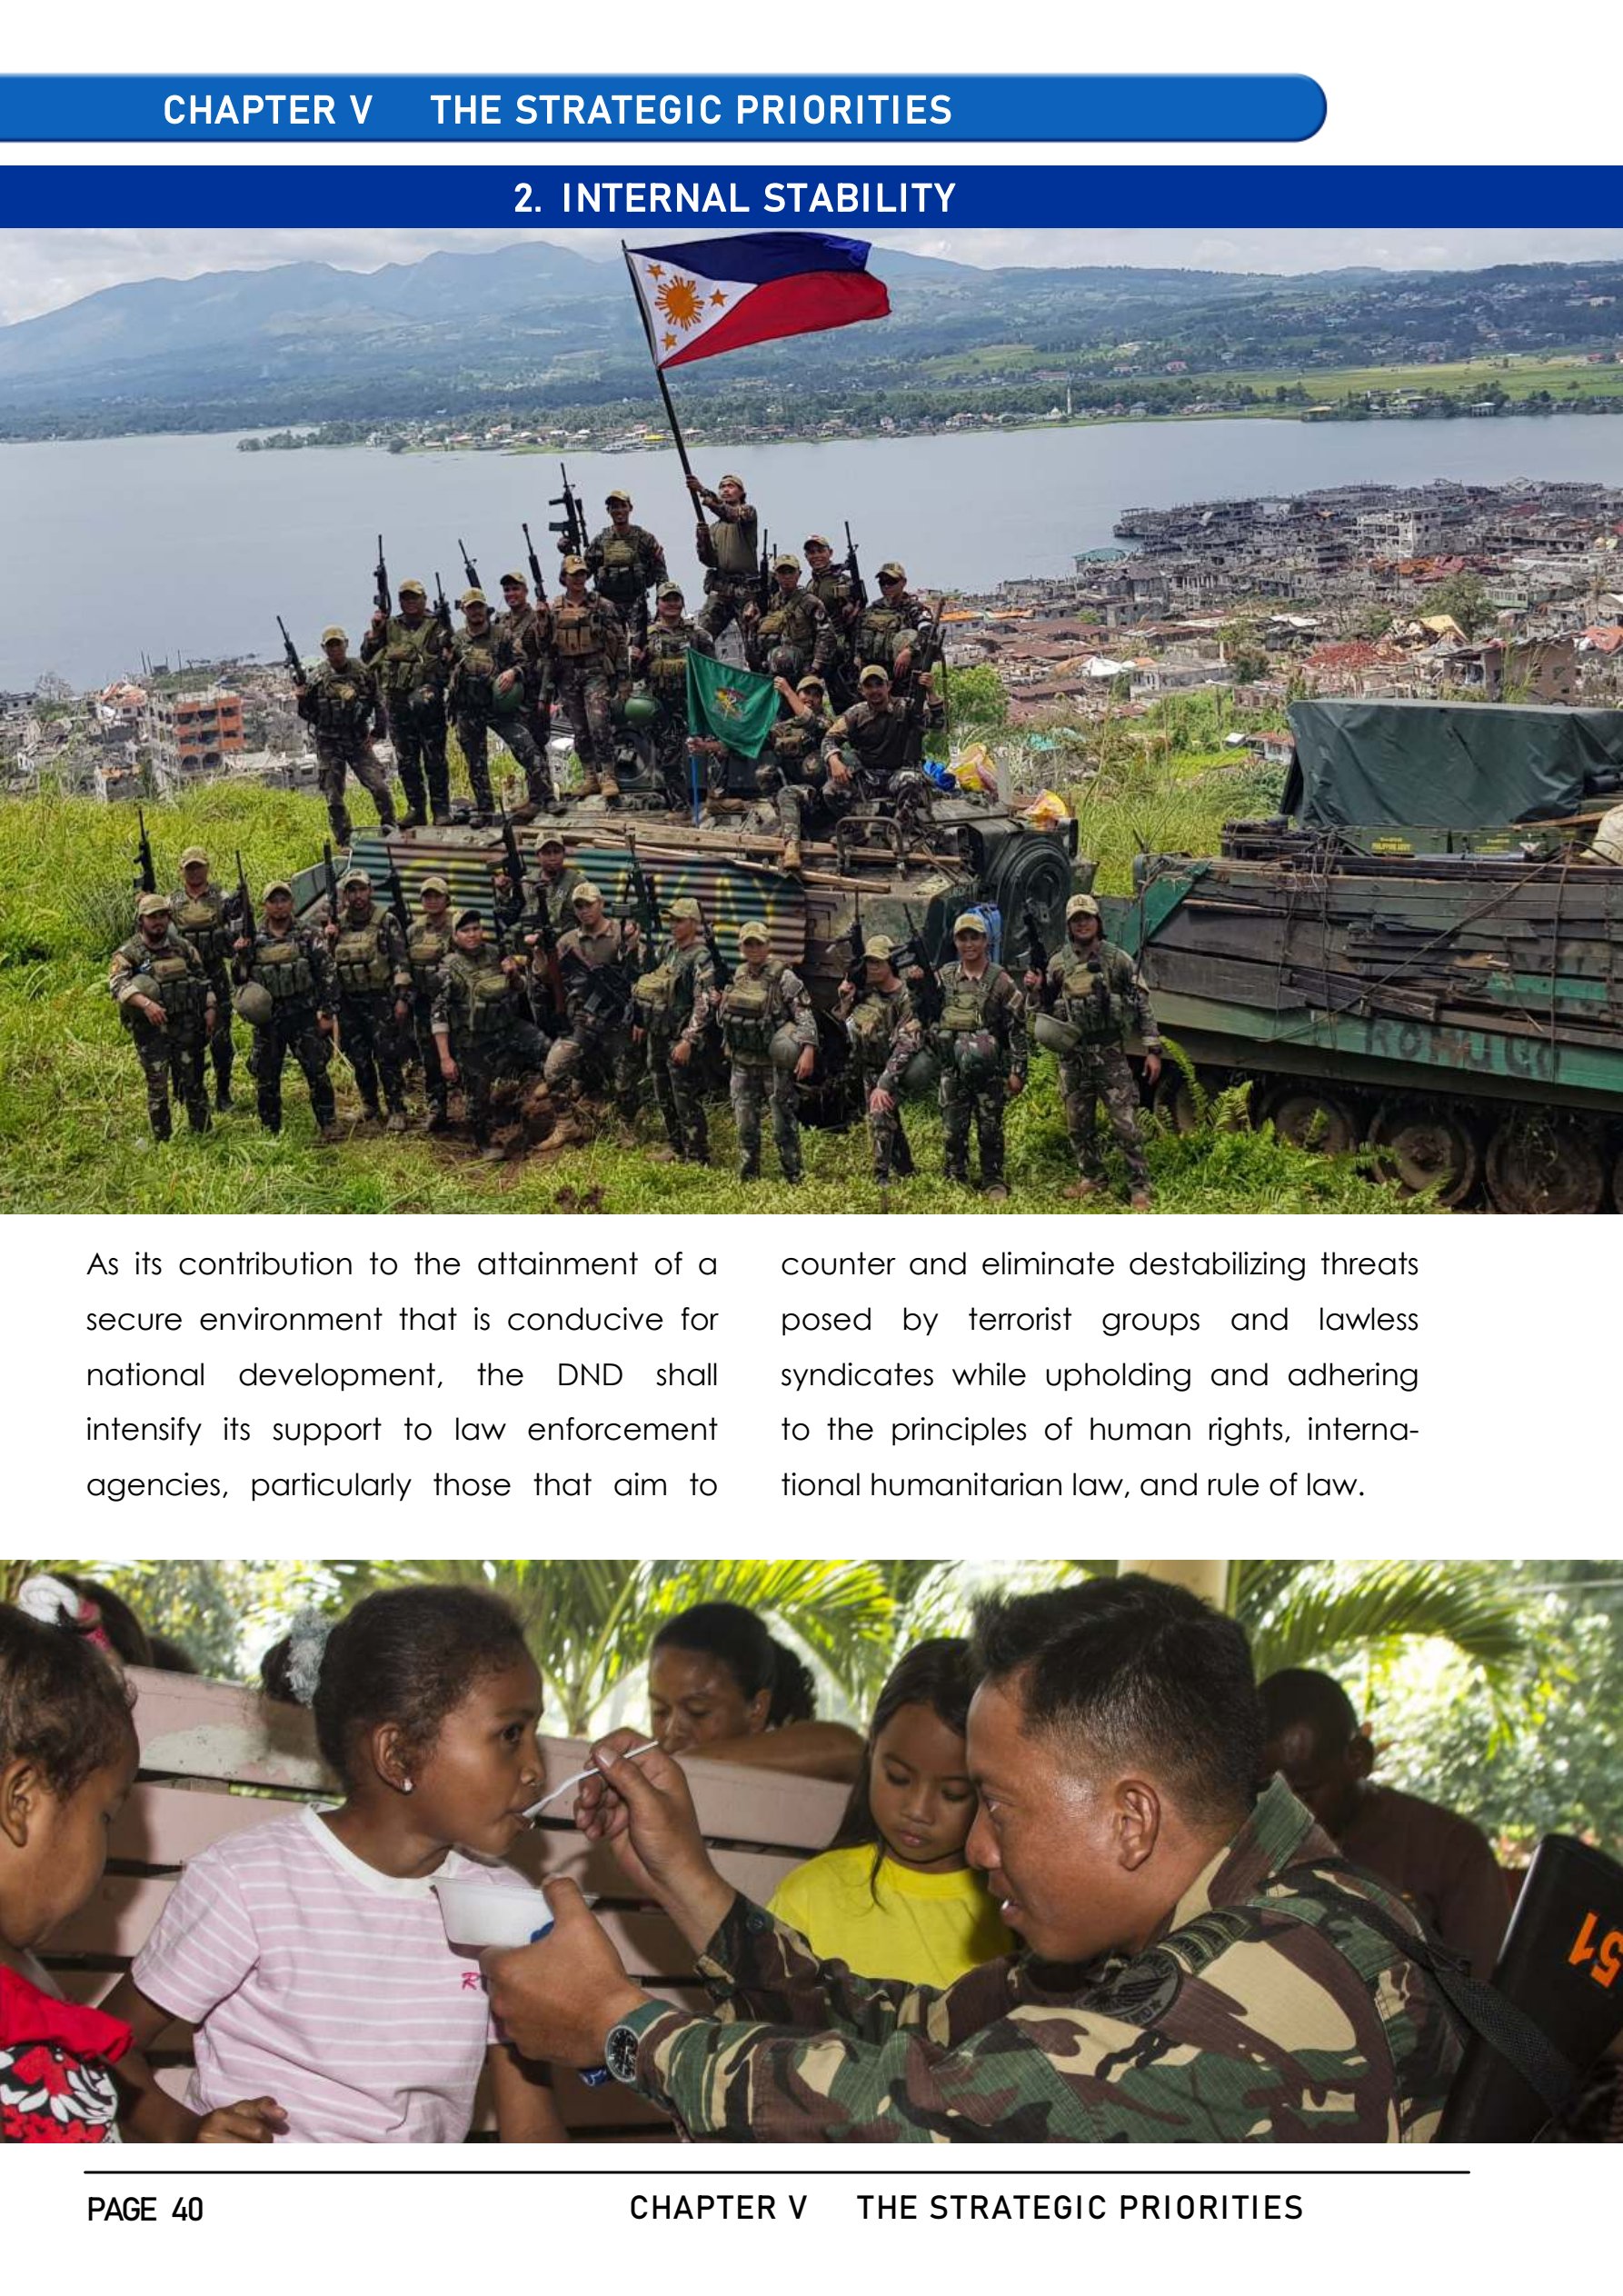 CHAPTER V THE STRATEGIC PRIORITIES
2. INTERNAL STABILITY
As its contribution to the attainment of a
secure environment that is conducive for
national development, the DND shall
intensify its support to law enforcement
agencies, particularly those that aim to
counter and eliminate destabilizing threats
posed by terrorist groups and lawless
syndicates while upholding and adhering
to the principles of human rights, interna-
tional humanitarian law, and rule of law.
51
PAGE 40 CHAPTER V THE STRATEGIC PRIORITIES